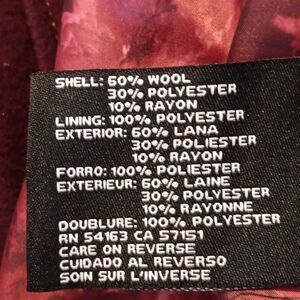 SHELL: 60% WOOL
30% POLYESTER
10% RAYON
LINING: 100% POLYESTER
EXTERIOR: 60% LANA
30% POLIESTER
10% RAYON
FORRO: 100% POLIESTER
EXTERIEUR: 60% LAINE
30% POLYESTER
10% RAYONNE
DOUBLURE: 100% POLYESTER
RN 54163 CA 57151
CARE ON REVERSE
CUIDADO AL REVERSO
SOIN SUR L'INVERSE